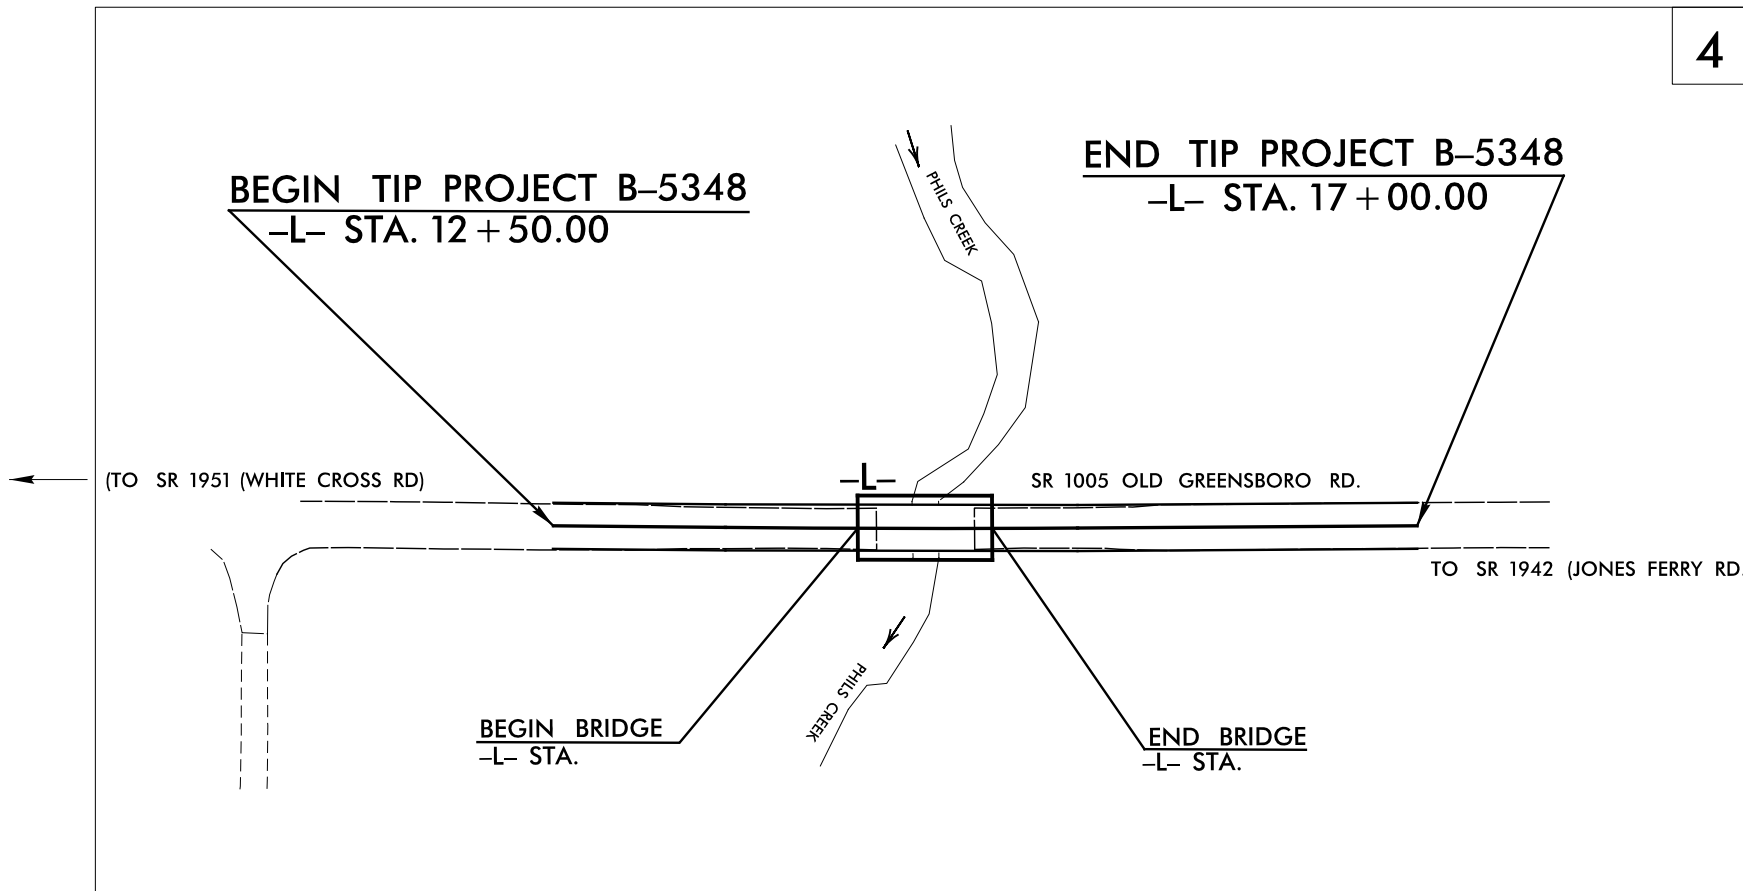 4
BEGIN TIP PROJECT B–5348
–L– STA. 12+50.00
END TIP PROJECT B–5348
–L– STA. 17+00.00
PHILS CREEK
(TO SR 1951 (WHITE CROSS RD)
–L–
SR 1005 OLD GREENSBORO RD.
TO SR 1942 (JONES FERRY RD.
PHILS CREEK
BEGIN BRIDGE
–L– STA.
END BRIDGE
–L– STA.